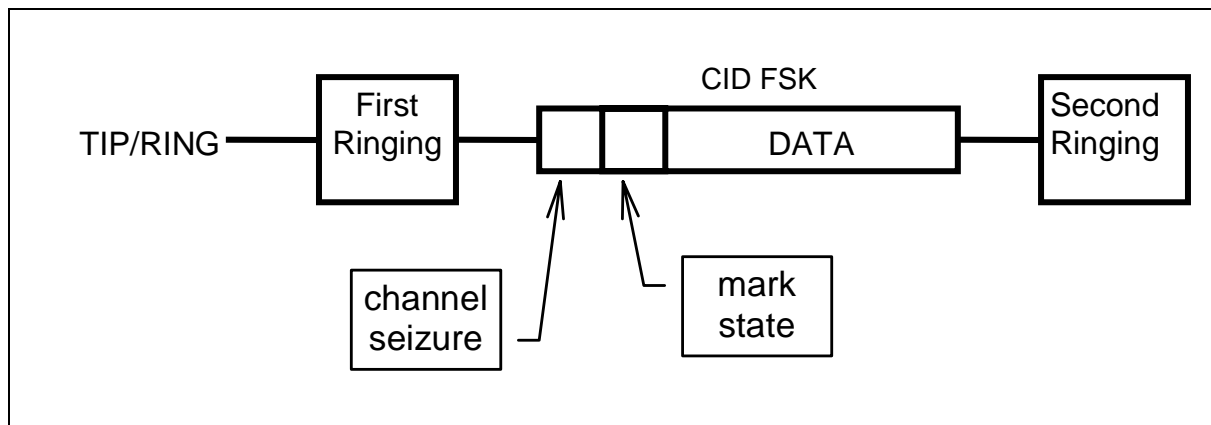 CID FSK
First
Ringing
Second
Ringing
TIP/RING
DATA
channel
seizure
mark
state